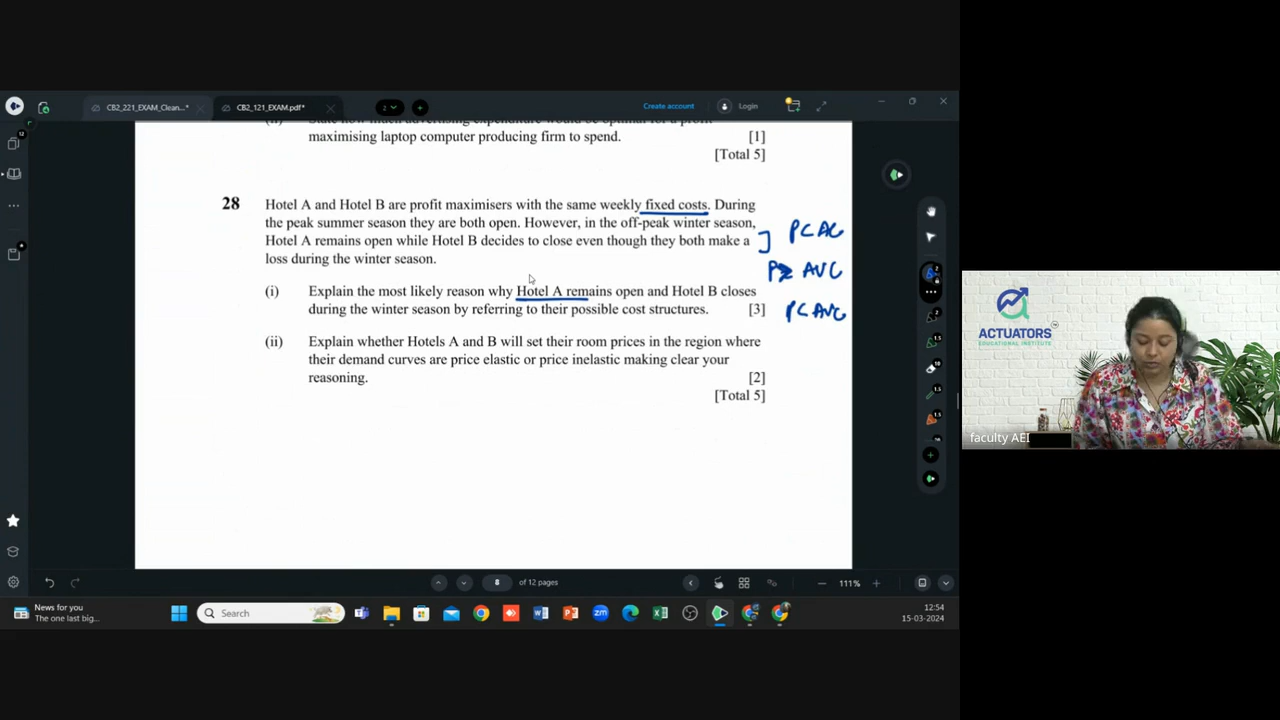 CB2_221_EXAM_Clean...*
CB2_121_EXAM.pdf*
2
Create account
Login
maximising laptop computer producing firm to spend. [1]
[Total 5]
28 Hotel A and Hotel B are profit maximisers with the same weekly fixed costs. During
the peak summer season they are both open. However, in the off-peak winter season,
Hotel A remains open while Hotel B decides to close even though they both make a
loss during the winter season.
P< AC
P> AVC
(i) Explain the most likely reason why Hotel A remains open and Hotel B closes
during the winter season by referring to their possible cost structures. [3]
P< AVC
(ii) Explain whether Hotels A and B will set their room prices in the region where
their demand curves are price elastic or price inelastic making clear your
reasoning. [2]
[Total 5]
8 of 12 pages
111%
News for you
The one last big...
Search
12:54
15-03-2024
ACTUATORS
EDUCATIONAL INSTITUTE
faculty AEI